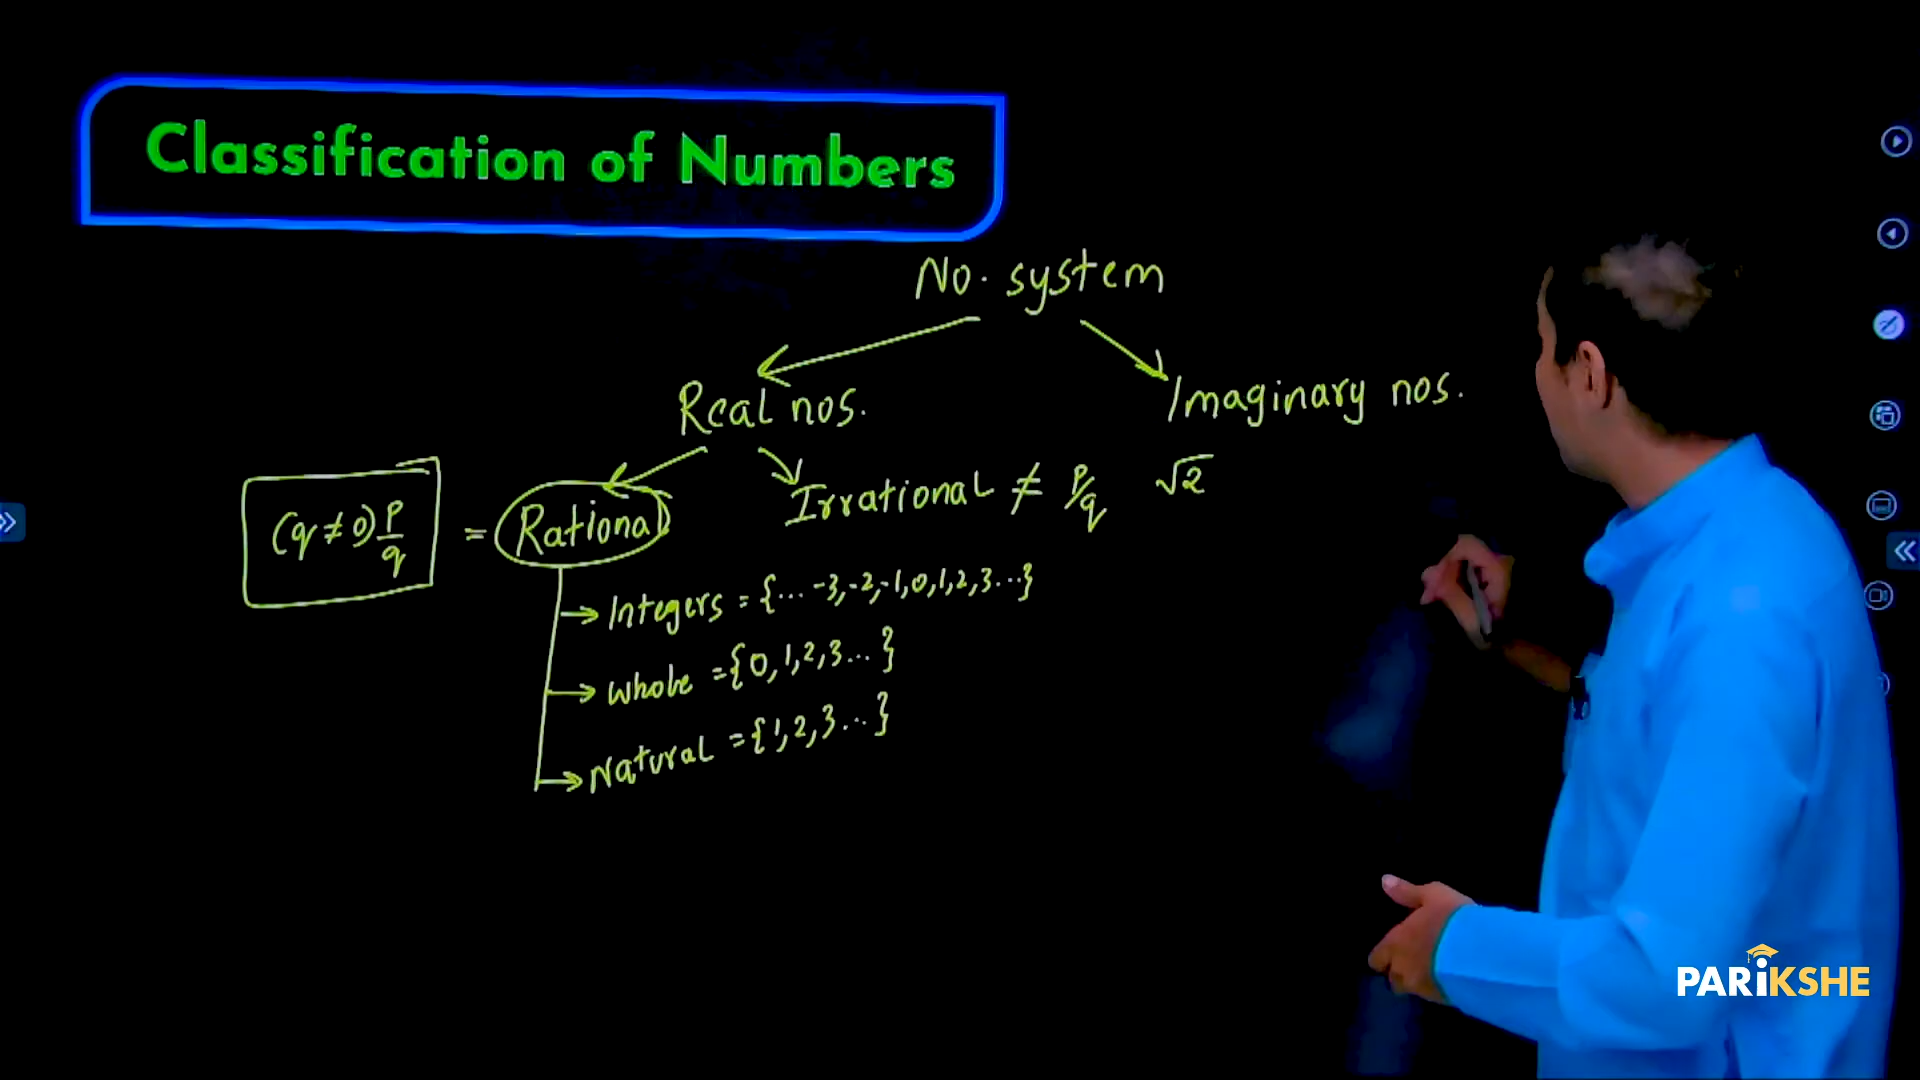 Classification of Numbers
No. system
Real nos.
Imaginary nos.
(q ≠ 0) p/q = Rational
Irrational ≠ p/q √2
Integers = {... -3,-2,-1,0,1,2,3...}
Whole = {0,1,2,3...}
Natural = {1,2,3...}
PARIKSHE